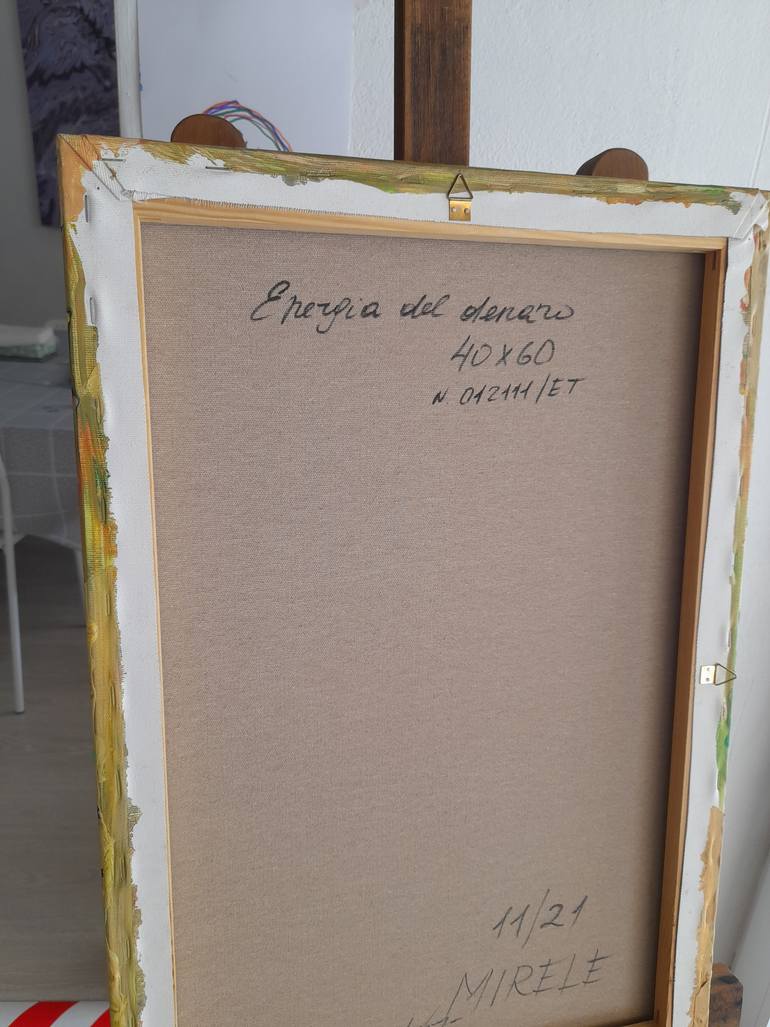 Energia del denaro
40x60
N 012111/ET
11/21
MIRELE